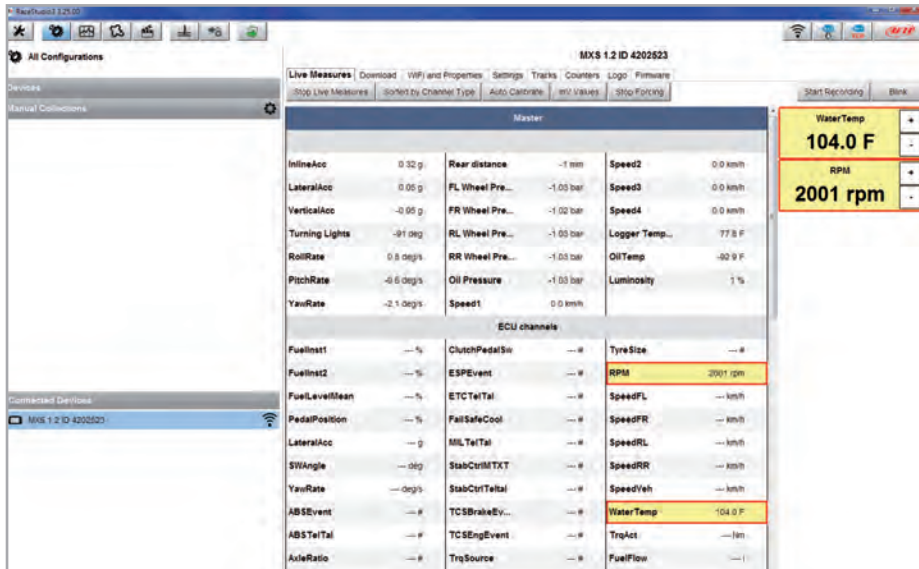 RaceStudio3 3.25.00
AiM
All Configurations
MXS 1.2 ID 4202523
Live Measures Download WiFi and Properties Settings Tracks Counters Logo Firmware
Devices
Stop Live Measures Sorted by Channel Type Auto Calibrate mV Values Stop Forcing Start Recording Blink
Manual Collections
Master
WaterTemp +
104.0 F -
RPM +
2001 rpm -
InlineAcc 0.32 g Rear distance -1 mm Speed2 0.0 km/h
LateralAcc 0.05 g FL Wheel Pre... -1.03 bar Speed3 0.0 km/h
VerticalAcc -0.95 g FR Wheel Pre... -1.02 bar Speed4 0.0 km/h
Turning Lights -91 deg RL Wheel Pre... -1.03 bar Logger Temp... 77.8 F
RollRate 0.8 deg/s RR Wheel Pre... -1.03 bar OilTemp -92.9 F
PitchRate deg/s Oil Pressure -1.03 bar Luminosity 1 %
YawRate -2.1 deg/s Speed1 0.0 km/h
ECU channels
FuelInst1 --- % ClutchPedalSw --- # TyreSize --- #
FuelInst2 --- % ESPEvent --- # RPM 2001 rpm
FuelLevelMean --- % ETCTelTal --- # SpeedFL --- km/h
Connected Devices
MXS 1.2 ID 4202523
PedalPosition --- % FailSafeCool --- # SpeedFR --- km/h
LateralAcc --- g MILTelTal --- # SpeedRL --- km/h
SWAngle --- deg StabCtrlMTXT --- # SpeedRR --- km/h
YawRate --- deg/s StabCtrlTeltal --- # SpeedVeh --- km/h
ABSEvent --- # TCSBrakeEv... --- # WaterTemp 104.0 F
ABSTelTal --- # TCSEngEvent --- # TrqAct --- Nm
AxleRatio --- # TrqSource --- # FuelFlow --- l